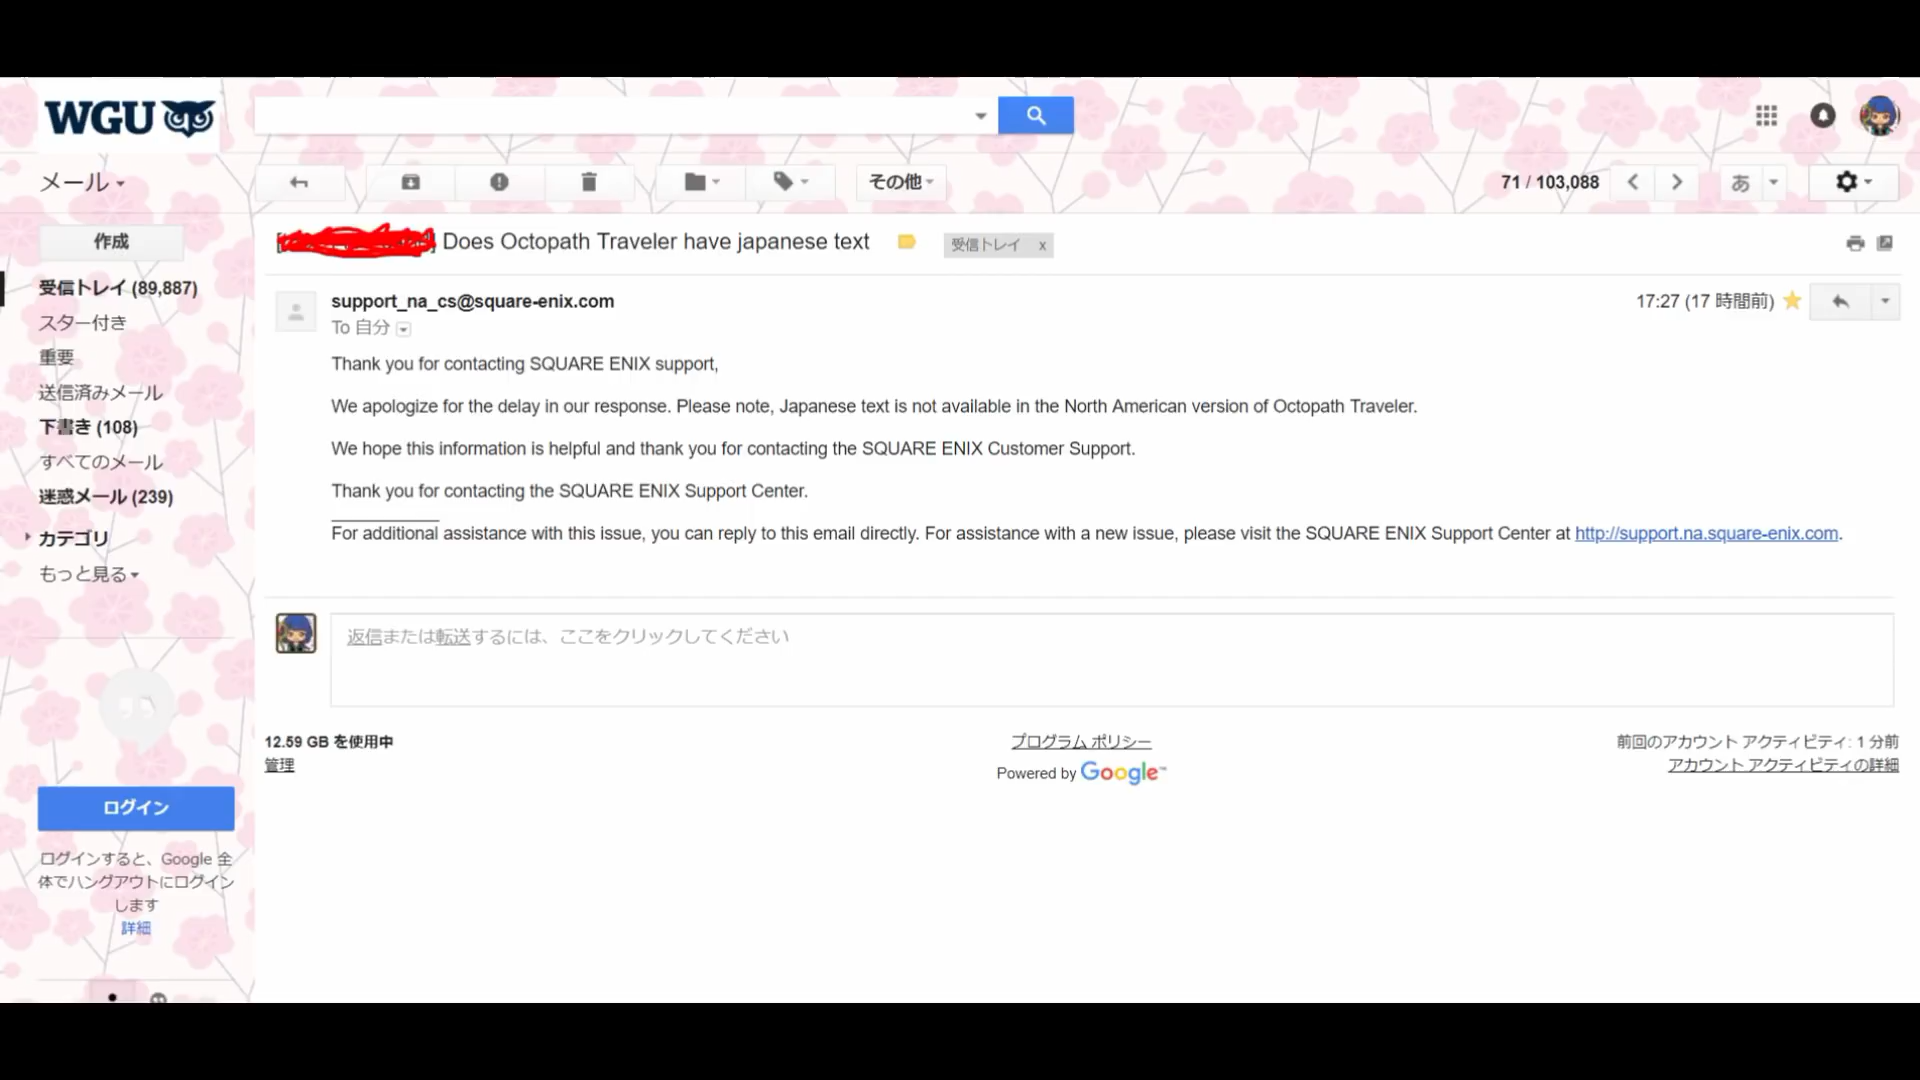 WGU
メール
その他
71 / 103,088
あ
作成
] Does Octopath Traveler have japanese text
受信トレイ x
受信トレイ (89,887)
スター付き
重要
送信済みメール
下書き (108)
すべてのメール
迷惑メール (239)
カテゴリ
もっと見る
support_na_cs@square-enix.com
17:27 (17 時間前)
To 自分
Thank you for contacting SQUARE ENIX support,
We apologize for the delay in our response. Please note, Japanese text is not available in the North American version of Octopath Traveler.
We hope this information is helpful and thank you for contacting the SQUARE ENIX Customer Support.
Thank you for contacting the SQUARE ENIX Support Center.
For additional assistance with this issue, you can reply to this email directly. For assistance with a new issue, please visit the SQUARE ENIX Support Center at http://support.na.square-enix.com.
返信または転送するには、ここをクリックしてください
12.59 GB を使用中
管理
プログラム ポリシー
Powered by Google™
前回のアカウント アクティビティ: 1 分前
アカウント アクティビティの詳細
ログイン
ログインすると、Google 全
体でハングアウトにログイン
します
詳細